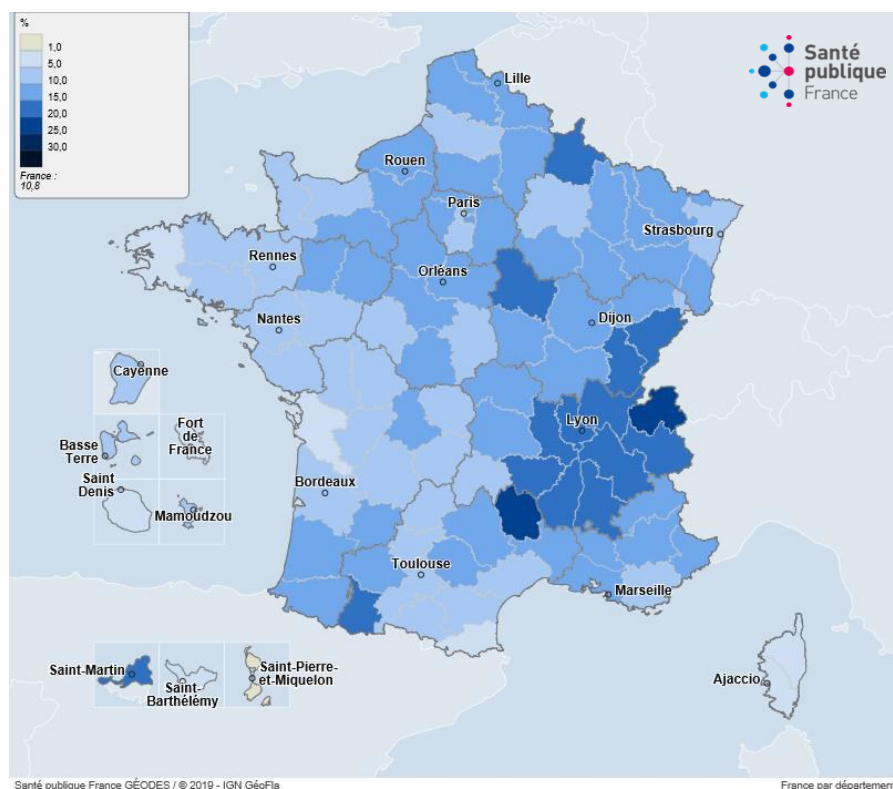 %
1,0
5,0
10,0
15,0
20,0
25,0
30,0
France :
10,8
Santé
publique
France
Lille
Rouen
Paris
Strasbourg
Rennes
Orléans
Nantes
Dijon
Cayenne
Lyon
Fort
de
France
Basse
Terre
Saint
Denis
Bordeaux
Mamoudzou
Toulouse
Marseille
Saint-Martin
Saint-Pierre-
et-Miquelon
Saint-
Barthélémy
Ajaccio
Santé publique France GÉODES / © 2019 - IGN GéoFla
France par département